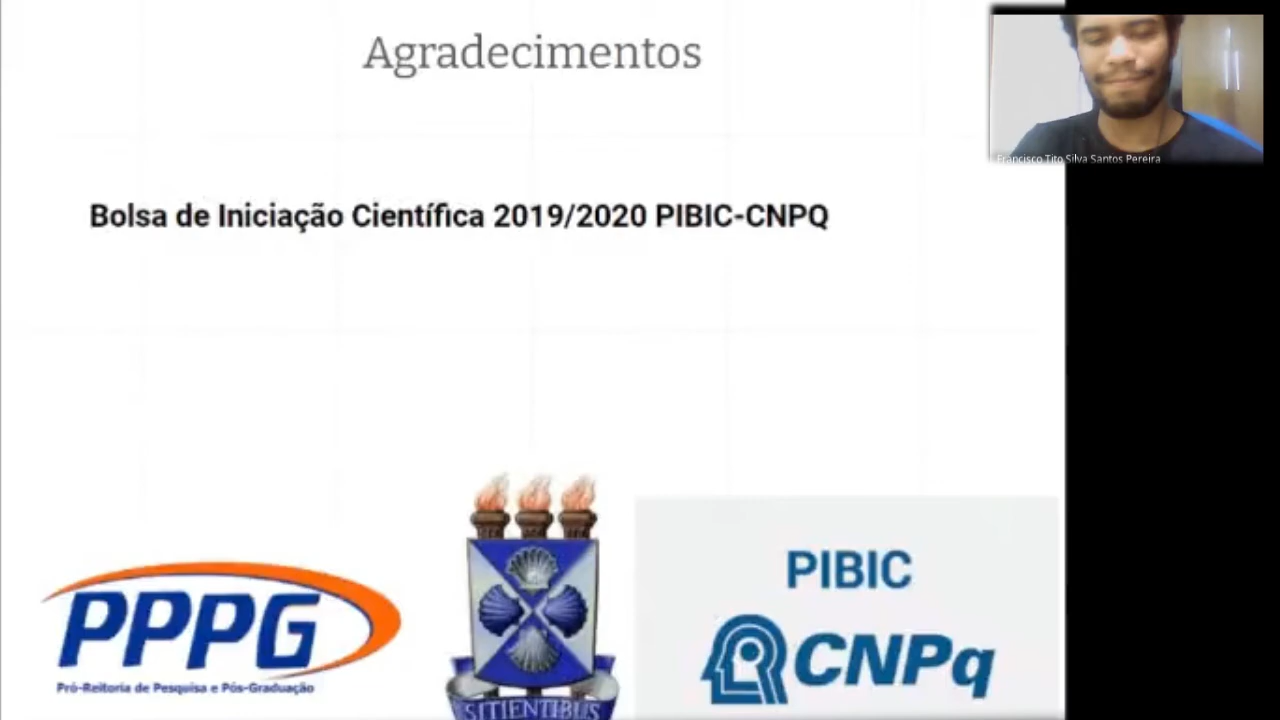 Agradecimentos
Francisco Tito Silva Santos Pereira
Bolsa de Iniciação Científica 2019/2020 PIBIC-CNPQ
PPPG
Pró-Reitoria de Pesquisa e Pós-Graduação
SITIENTIBUS
PIBIC
CNPq